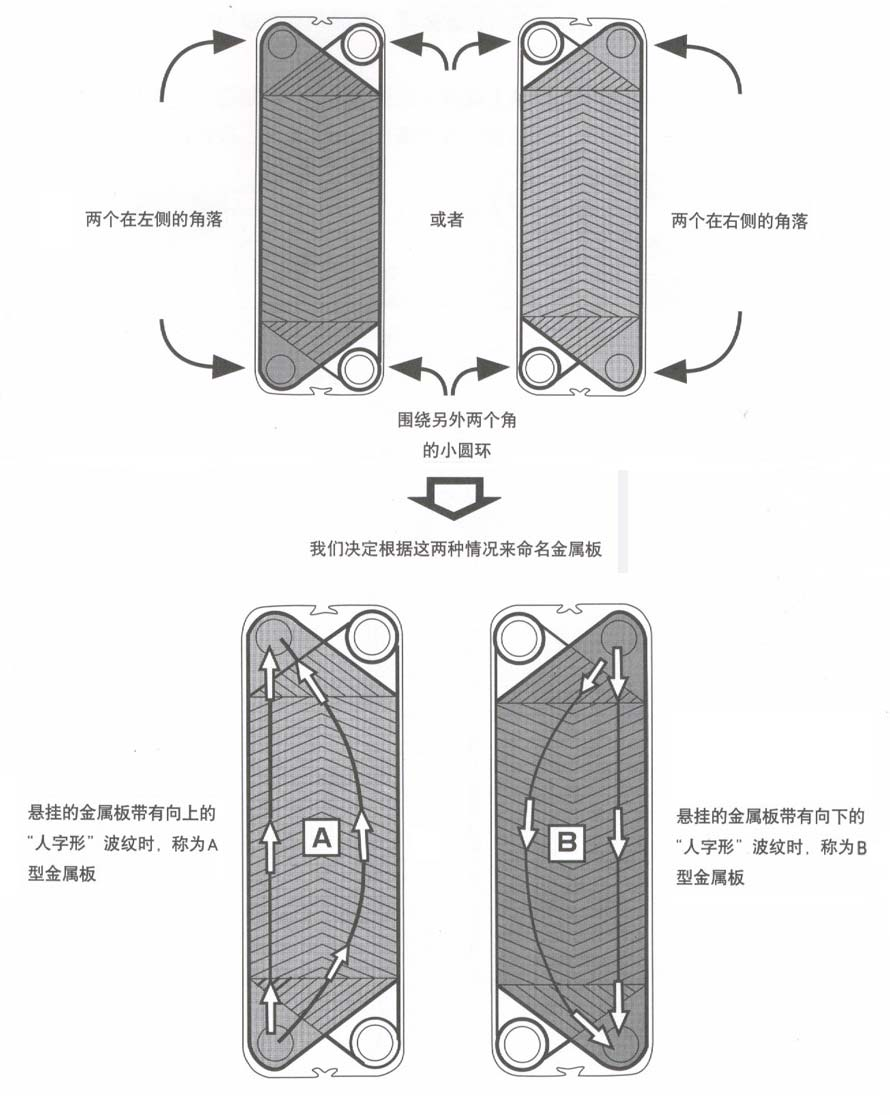 两个在左侧的角落
或者
两个在右侧的角落
围绕另外两个角
的小圆环
我们决定根据这两种情况来命名金属板
悬挂的金属板带有向上的
“人字形”波纹时, 称为A
型金属板
A
B
悬挂的金属板带有向下的
“人字形”波纹时, 称为B
型金属板